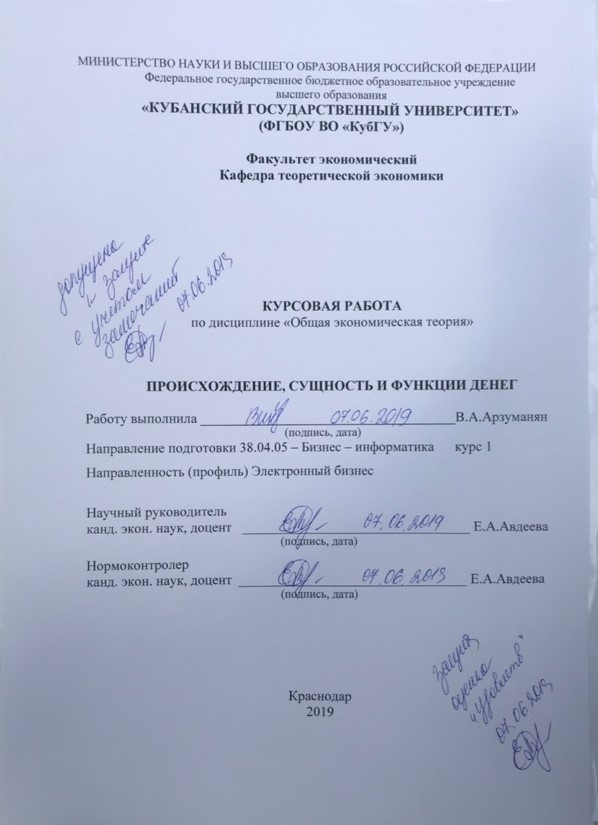 МИНИСТЕРСТВО НАУКИ И ВЫСШЕГО ОБРАЗОВАНИЯ РОССИЙСКОЙ ФЕДЕРАЦИИ
Федеральное государственное бюджетное образовательное учреждение
высшего образования
«КУБАНСКИЙ ГОСУДАРСТВЕННЫЙ УНИВЕРСИТЕТ»
(ФГБОУ ВО «КубГУ»)
Факультет экономический
Кафедра теоретической экономики
допущена
к защите
с учетом
замечаний 07.06.2019
КУРСОВАЯ РАБОТА
по дисциплине «Общая экономическая теория»
ПРОИСХОЖДЕНИЕ, СУЩНОСТЬ И ФУНКЦИИ ДЕНЕГ
Работу выполнила 07.06.2019 В.А.Арзуманян
(подпись, дата)
Направление подготовки 38.04.05 – Бизнес – информатика курс 1
Направленность (профиль) Электронный бизнес
Научный руководитель
канд. экон. наук, доцент 07.06.2019 Е.А.Авдеева
(подпись, дата)
Нормоконтролер
канд. экон. наук, доцент 07.06.2019 Е.А.Авдеева
(подпись, дата)
оценка
"удовлетв"
07.06.2019
Краснодар
2019